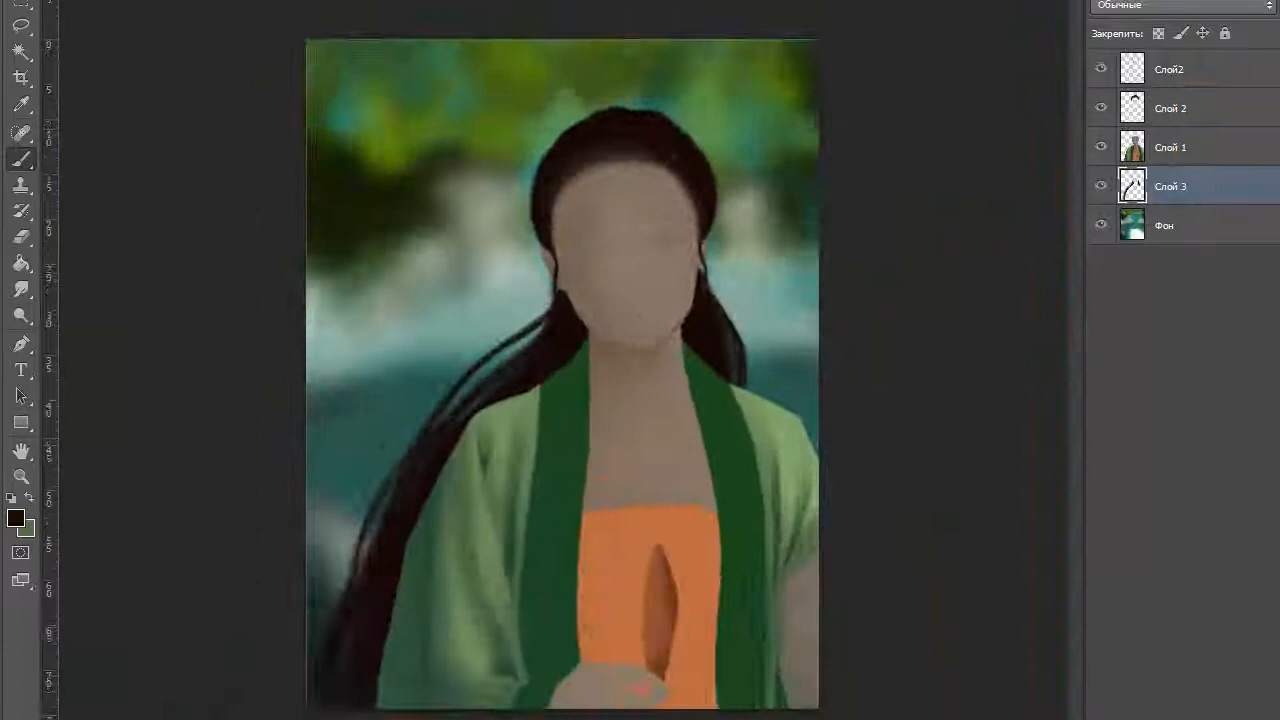 Обычные
Закрепить:
Слой2
Слой 2
Слой 1
Слой 3
Фон